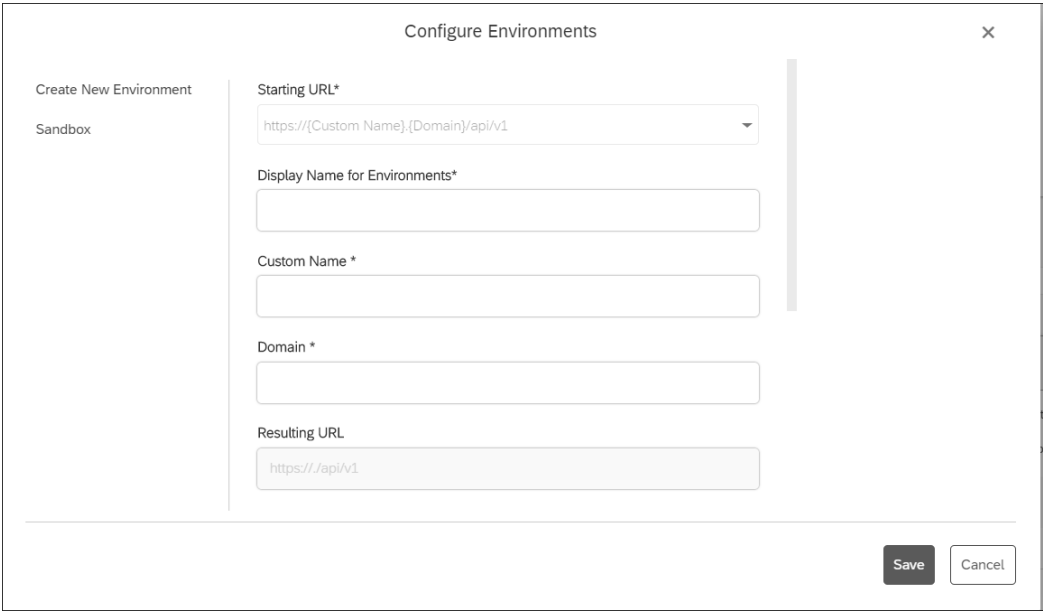 Configure Environments
Create New Environment
Sandbox
Starting URL*
https://{Custom Name}.{Domain}/api/v1
Display Name for Environments*
Custom Name *
Domain *
Resulting URL
https://./api/v1
Save
Cancel